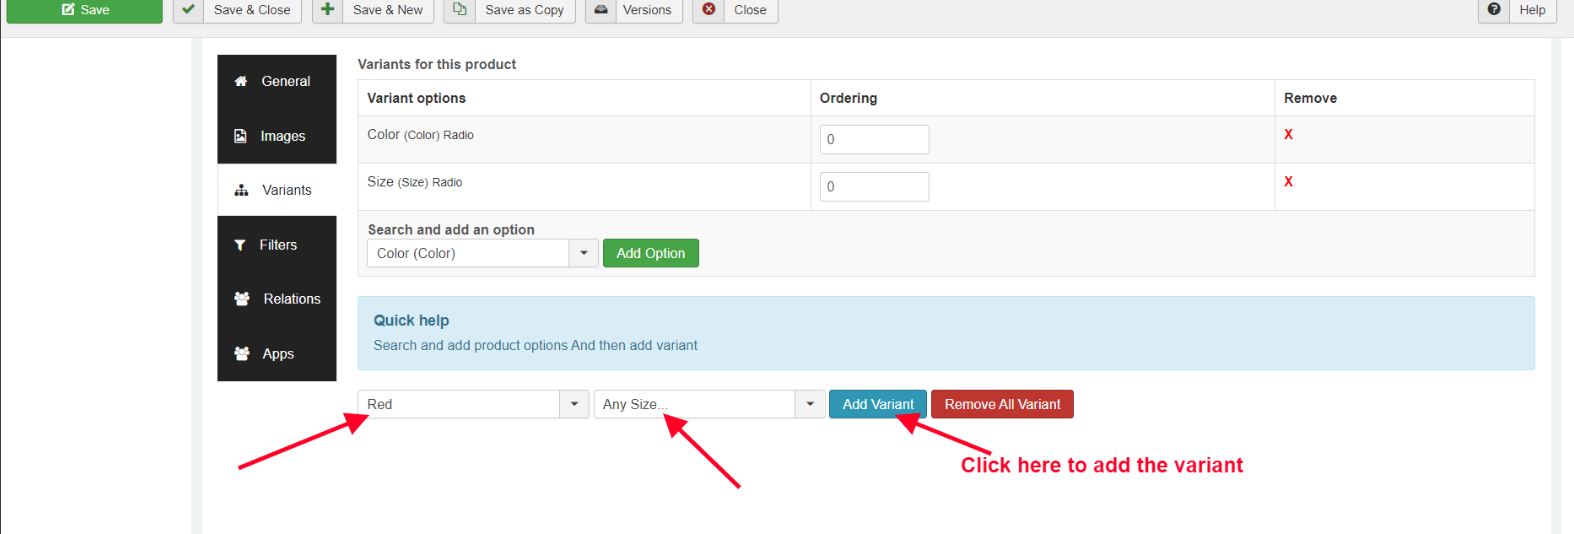 Save
Save & Close
Save & New
Save as Copy
Versions
Close
Help
General
Images
Variants
Filters
Relations
Apps
Variants for this product
Variant options Ordering Remove
Color (Color) Radio 0 X
Size (Size) Radio 0 X
Search and add an option
Color (Color) Add Option
Quick help
Search and add product options And then add variant
Red Any Size... Add Variant Remove All Variant
Click here to add the variant